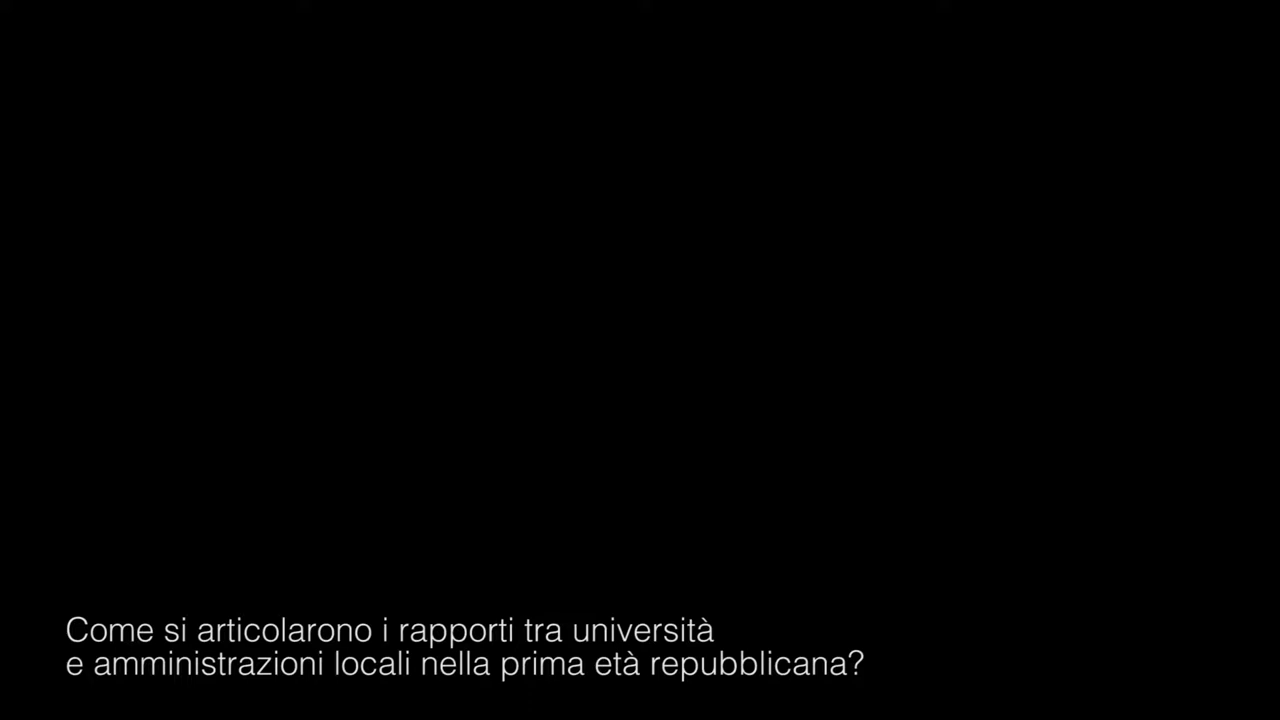 Come si articolarono i rapporti tra università
e amministrazioni locali nella prima età repubblicana?